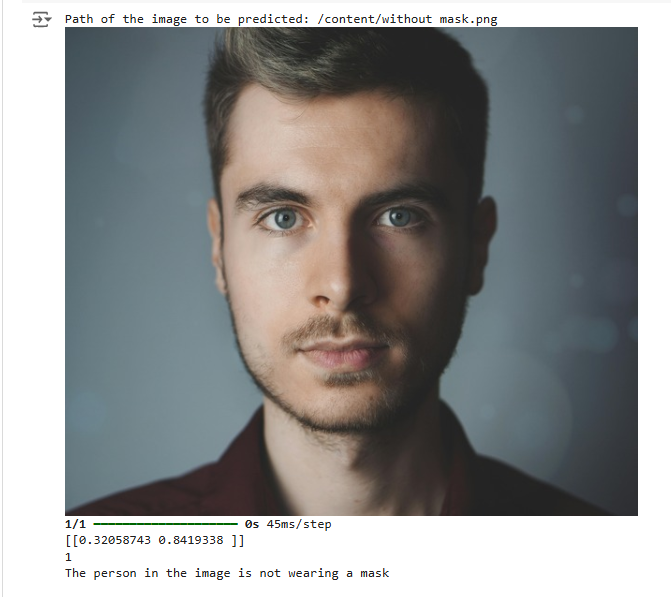 Path of the image to be predicted: /content/without mask.png
1/1 ━━━━━━━━━━━━━━━━━━━━ 0s 45ms/step
[[0.32058743 0.8419338 ]]
1
The person in the image is not wearing a mask